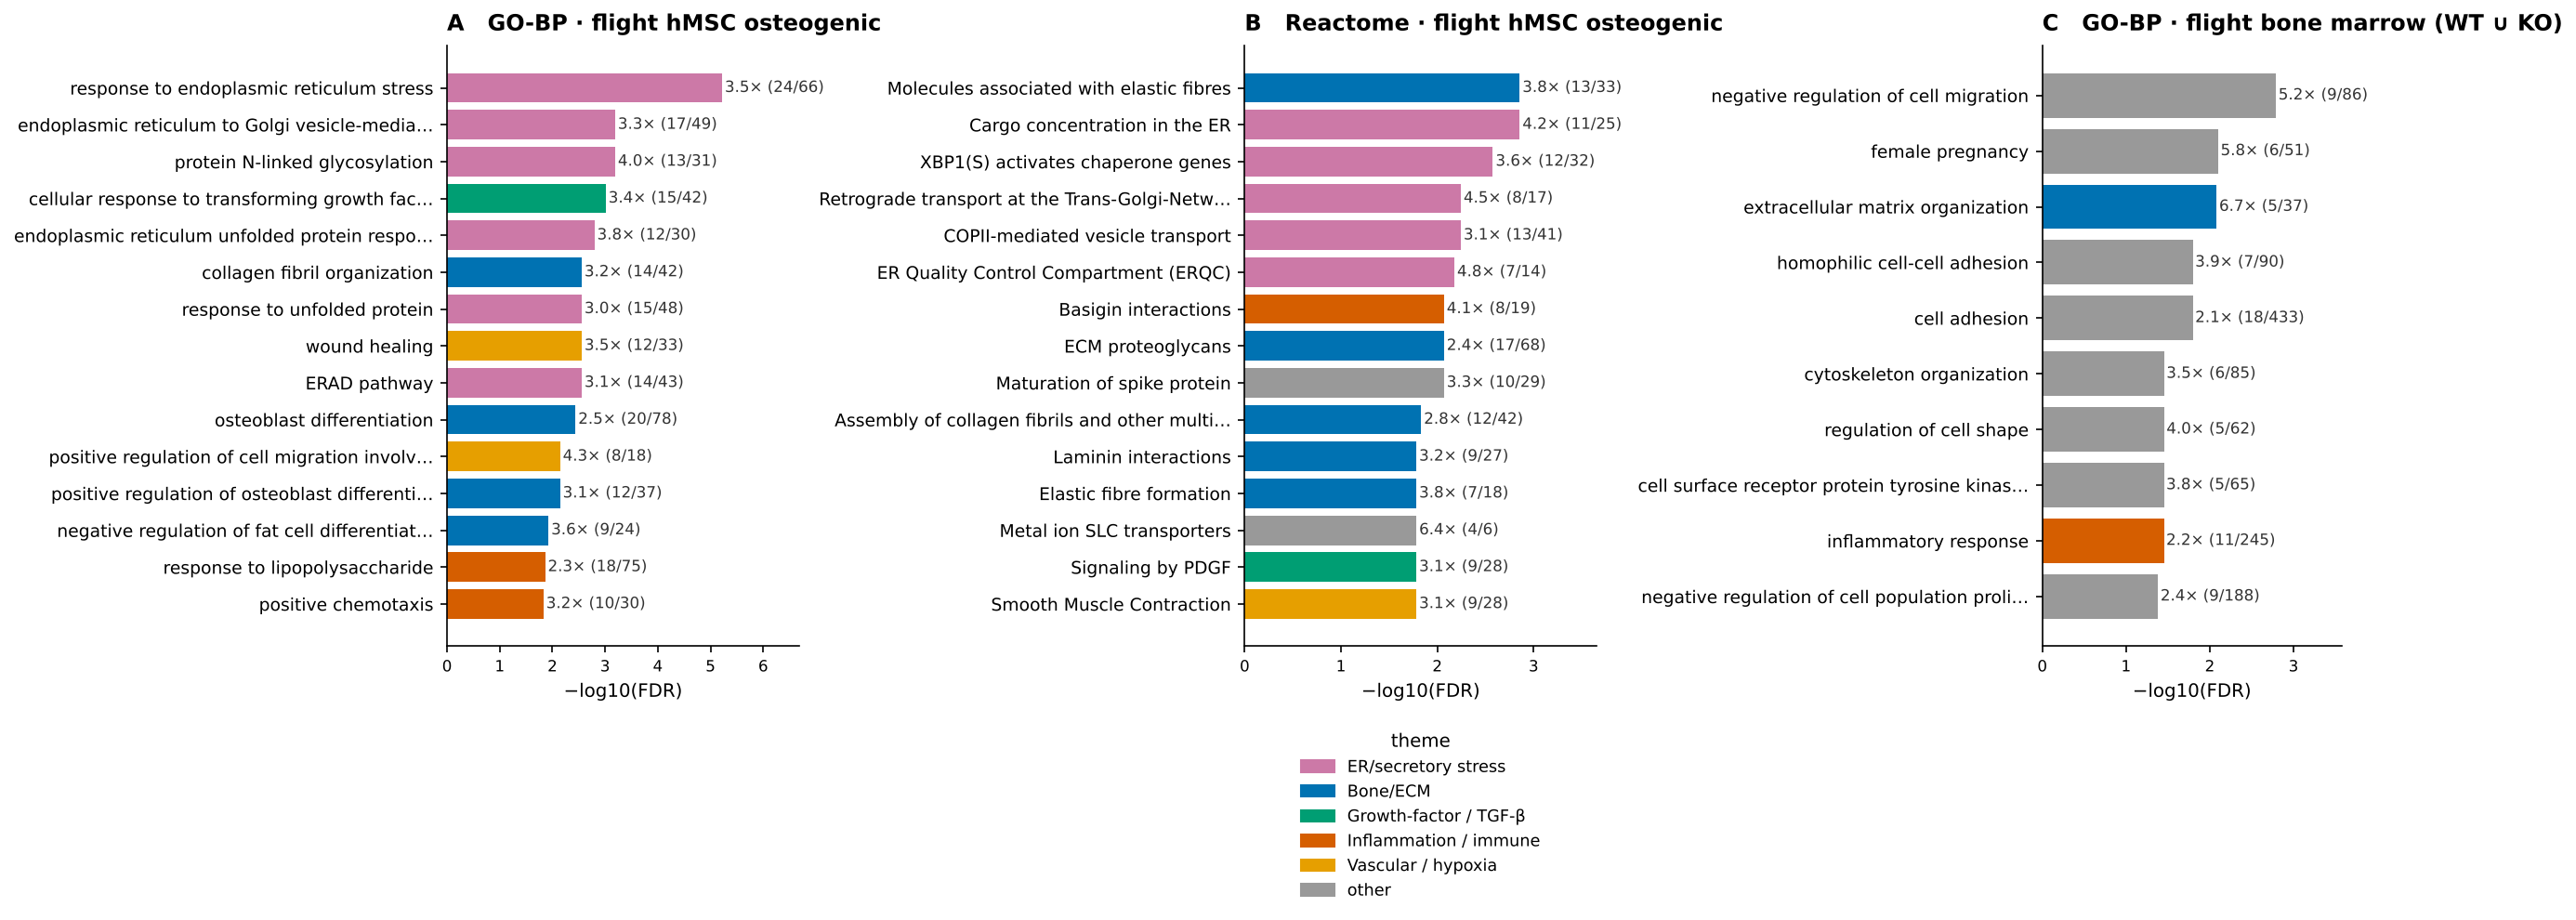 A GO-BP · flight hMSC osteogenic
response to endoplasmic reticulum stress 3.5× (24/66)
endoplasmic reticulum to Golgi vesicle-media… 3.3× (17/49)
protein N-linked glycosylation 4.0× (13/31)
cellular response to transforming growth fac… 3.4× (15/42)
endoplasmic reticulum unfolded protein respo… 3.8× (12/30)
collagen fibril organization 3.2× (14/42)
response to unfolded protein 3.0× (15/48)
wound healing 3.5× (12/33)
ERAD pathway 3.1× (14/43)
osteoblast differentiation 2.5× (20/78)
positive regulation of cell migration involv… 4.3× (8/18)
positive regulation of osteoblast differenti… 3.1× (12/37)
negative regulation of fat cell differentiat… 3.6× (9/24)
response to lipopolysaccharide 2.3× (18/75)
positive chemotaxis 3.2× (10/30)
0 1 2 3 4 5 6
−log10(FDR)
B Reactome · flight hMSC osteogenic
Molecules associated with elastic fibres 3.8× (13/33)
Cargo concentration in the ER 4.2× (11/25)
XBP1(S) activates chaperone genes 3.6× (12/32)
Retrograde transport at the Trans-Golgi-Netw… 4.5× (8/17)
COPII-mediated vesicle transport 3.1× (13/41)
ER Quality Control Compartment (ERQC) 4.8× (7/14)
Basigin interactions 4.1× (8/19)
ECM proteoglycans 2.4× (17/68)
Maturation of spike protein 3.3× (10/29)
Assembly of collagen fibrils and other multi… 2.8× (12/42)
Laminin interactions 3.2× (9/27)
Elastic fibre formation 3.8× (7/18)
Metal ion SLC transporters 6.4× (4/6)
Signaling by PDGF 3.1× (9/28)
Smooth Muscle Contraction 3.1× (9/28)
0 1 2 3
−log10(FDR)
C GO-BP · flight bone marrow (WT ∪ KO)
negative regulation of cell migration 5.2× (9/86)
female pregnancy 5.8× (6/51)
extracellular matrix organization 6.7× (5/37)
homophilic cell-cell adhesion 3.9× (7/90)
cell adhesion 2.1× (18/433)
cytoskeleton organization 3.5× (6/85)
regulation of cell shape 4.0× (5/62)
cell surface receptor protein tyrosine kinas… 3.8× (5/65)
inflammatory response 2.2× (11/245)
negative regulation of cell population proli… 2.4× (9/188)
0 1 2 3
−log10(FDR)
theme
ER/secretory stress
Bone/ECM
Growth-factor / TGF-β
Inflammation / immune
Vascular / hypoxia
other